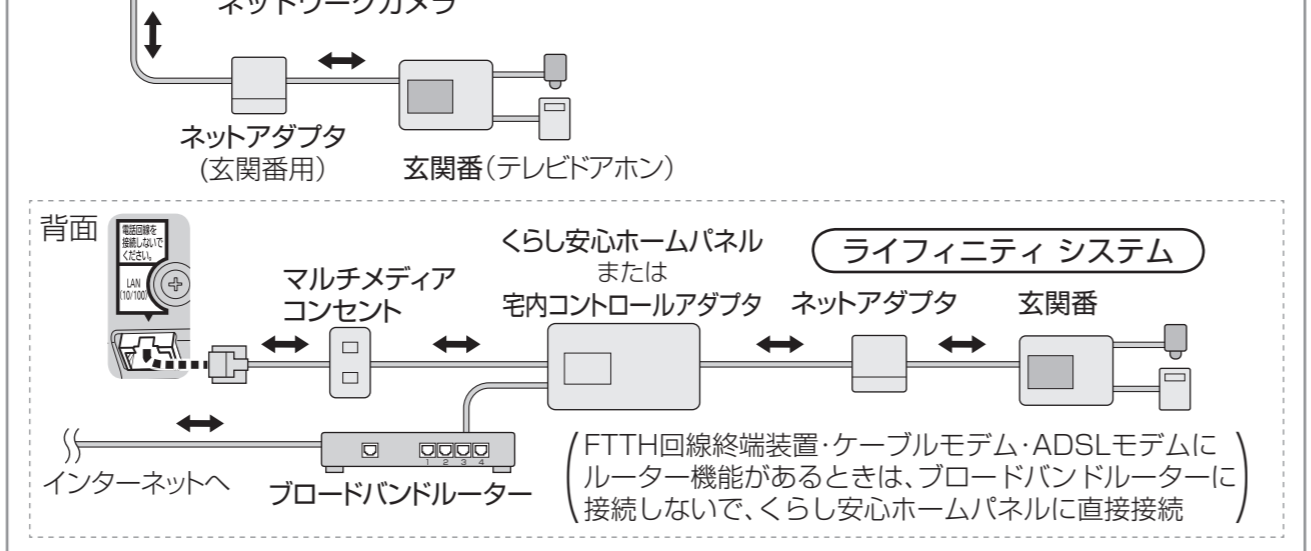 ネットワークカメラ
ネットアダプタ
(玄関番用)
玄関番(テレビドアホン)
背面
電話回線を
接続しないで
ください。
LAN
(10/100)
マルチメディア
コンセント
くらし安心ホームパネル
または
宅内コントロールアダプタ
ライフィニティ システム
ネットアダプタ
玄関番
1 2 3 4
インターネットへ
ブロードバンドルーター
FTTH回線終端装置・ケーブルモデム・ADSLモデムに
ルーター機能があるときは、ブロードバンドルーターに
接続しないで、くらし安心ホームパネルに直接接続